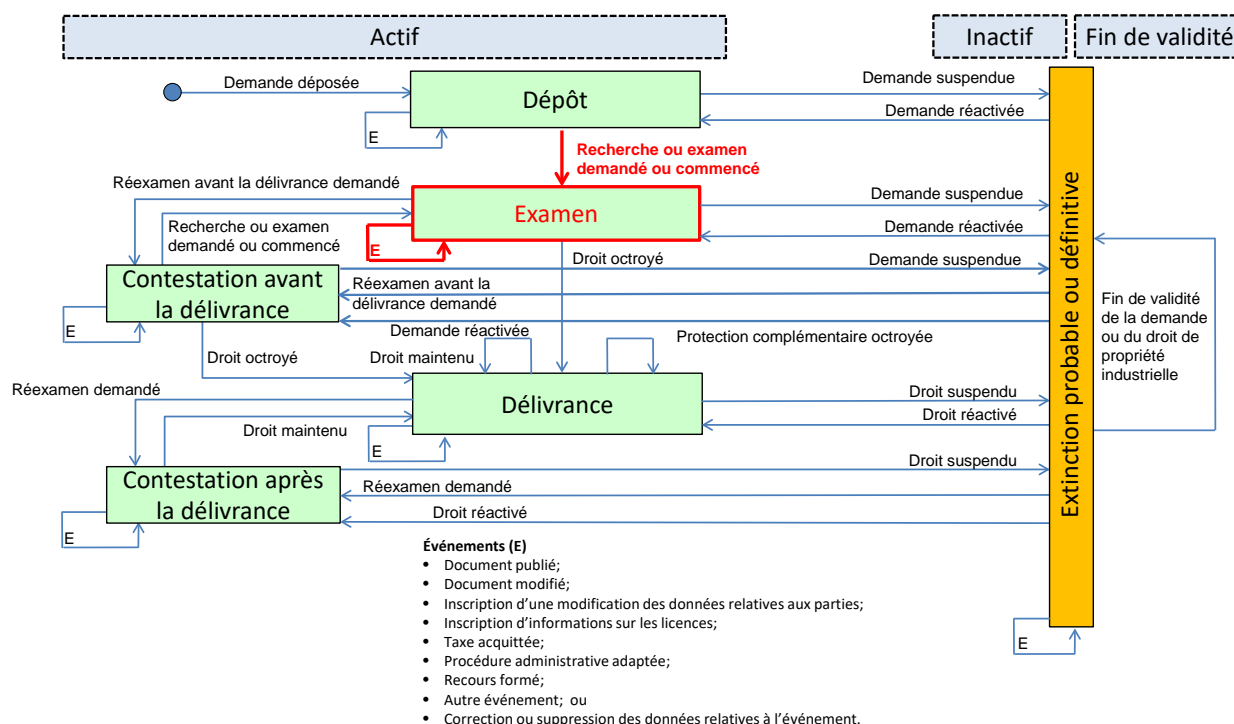 Actif
Inactif
Fin de validité
Demande déposée
Dépôt
Demande suspendue
Demande réactivée
E
Recherche ou examen
demandé ou commencé
Réexamen avant la délivrance demandé
Examen
Demande suspendue
Demande réactivée
Recherche ou examen
demandé ou commencé
E
Droit octroyé
Demande suspendue
Contestation avant
la délivrance
Réexamen avant la
délivrance demandé
E
Demande réactivée
Droit maintenu
Protection complémentaire octroyée
Droit octroyé
Réexamen demandé
Délivrance
Droit suspendu
Droit réactivé
Droit maintenu
E
Contestation après
la délivrance
Droit suspendu
Réexamen demandé
Droit réactivé
E
Extinction probable ou définitive
Fin de validité
de la demande
ou du droit de
propriété
industrielle
E
Événements (E)
• Document publié;
• Document modifié;
• Inscription d’une modification des données relatives aux parties;
• Inscription d’informations sur les licences;
• Taxe acquittée;
• Procédure administrative adaptée;
• Recours formé;
• Autre événement; ou
• Correction ou suppression des données relatives à l’événement.